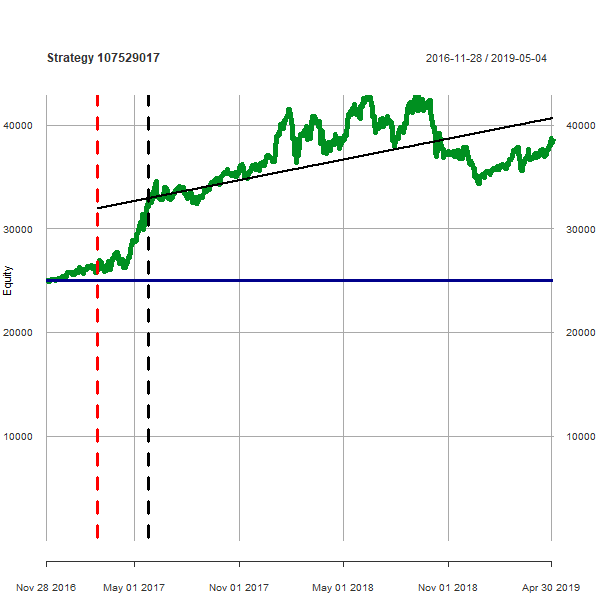 Strategy 107529017
2016-11-28 / 2019-05-04
40000 40000
30000 30000
Equity
20000 20000
10000 10000
Nov 28 2016 May 01 2017 Nov 01 2017 May 01 2018 Nov 01 2018 Apr 30 2019